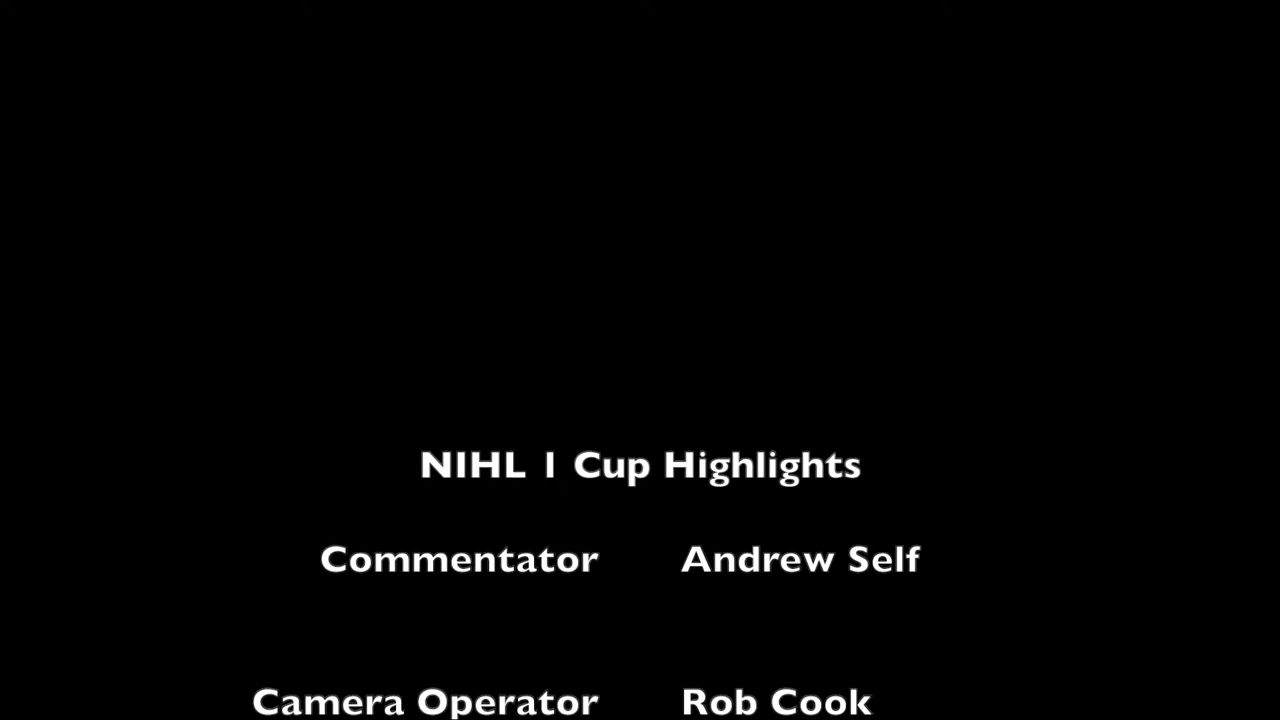 NIHL 1 Cup Highlights
Commentator Andrew Self
Camera Operator Rob Cook